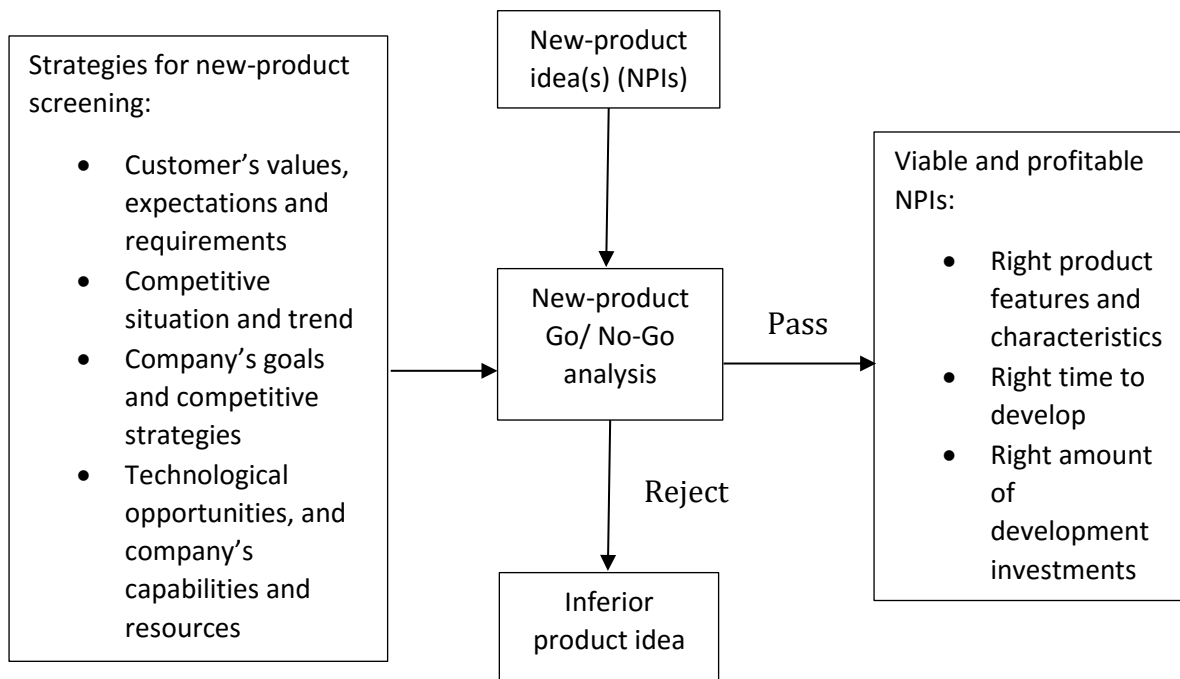 Strategies for new-product
screening:
• Customer’s values,
expectations and
requirements
• Competitive
situation and trend
• Company’s goals
and competitive
strategies
• Technological
opportunities, and
company’s
capabilities and
resources
New-product
idea(s) (NPIs)
New-product
Go/ No-Go
analysis
Pass
Reject
Inferior
product idea
Viable and profitable
NPIs:
• Right product
features and
characteristics
• Right time to
develop
• Right amount
of
development
investments